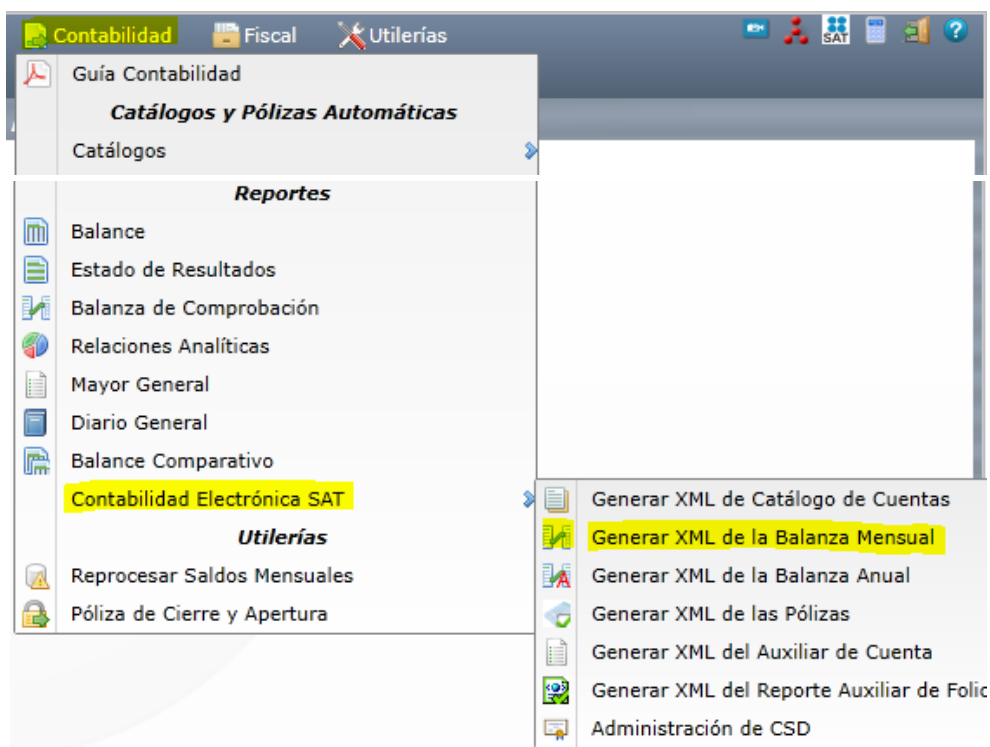 Contabilidad Fiscal Utilerías SAT
Guía Contabilidad
Catálogos y Pólizas Automáticas
Catálogos
Reportes
Balance
Estado de Resultados
Balanza de Comprobación
Relaciones Analíticas
Mayor General
Diario General
Balance Comparativo
Contabilidad Electrónica SAT
Utilerías
Reprocesar Saldos Mensuales
Póliza de Cierre y Apertura
Generar XML de Catálogo de Cuentas
Generar XML de la Balanza Mensual
Generar XML de la Balanza Anual
Generar XML de las Pólizas
Generar XML del Auxiliar de Cuenta
Generar XML del Reporte Auxiliar de Folio
Administración de CSD